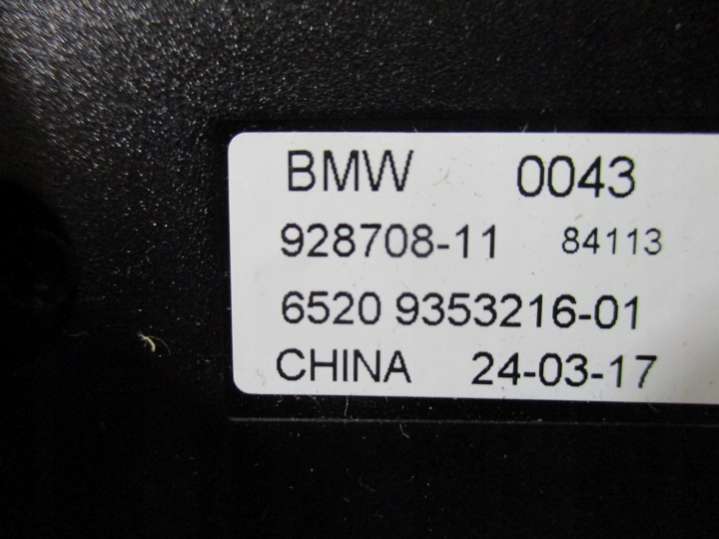 BMW 0043
928708-11 84113
6520 9353216-01
CHINA 24-03-17